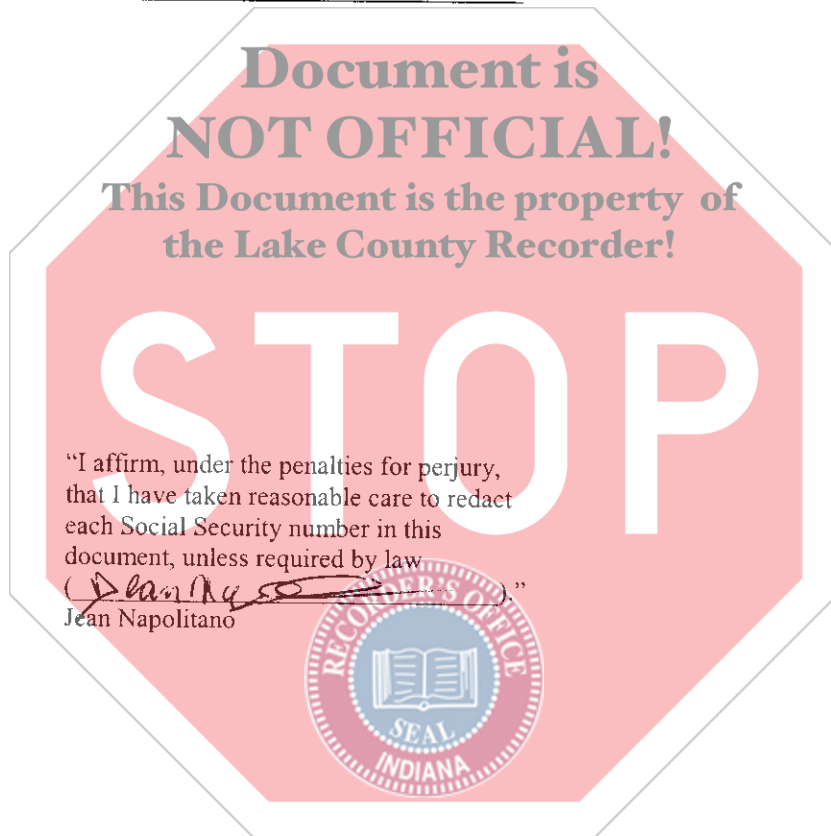 Document is
NOT OFFICIAL!
This Document is the property of
the Lake County Recorder!
STOP
“I affirm, under the penalties for perjury,
that I have taken reasonable care to redact
each Social Security number in this
document, unless required by law
( ).”
Jean Napolitano
RECORDER'S OFFICE
SEAL
INDIANA